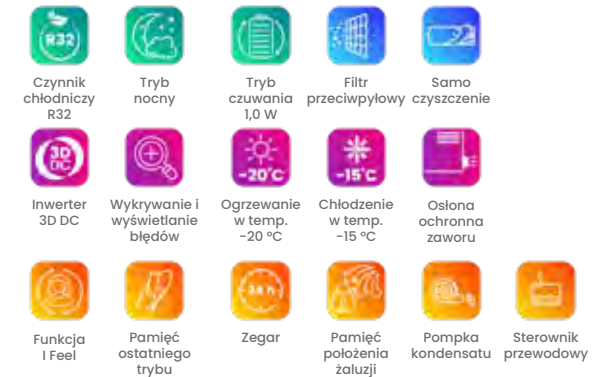 R32
Czynnik
chłodniczy
R32
Tryb
nocny
Tryb
czuwania
1,0 W
Filtr
przeciwpyłowy
Samo
czyszczenie
3D
DC
Inwerter
3D DC
Wykrywanie i
wyświetlanie
błędów
-20°C
Ogrzewanie
w temp.
-20 °C
-15°C
Chłodzenie
w temp.
-15 °C
Osłona
ochronna
zaworu
Funkcja
I Feel
Pamięć
ostatniego
trybu
24 h
Zegar
Pamięć
położenia
żaluzji
Pompka
kondensatu
Sterownik
przewodowy